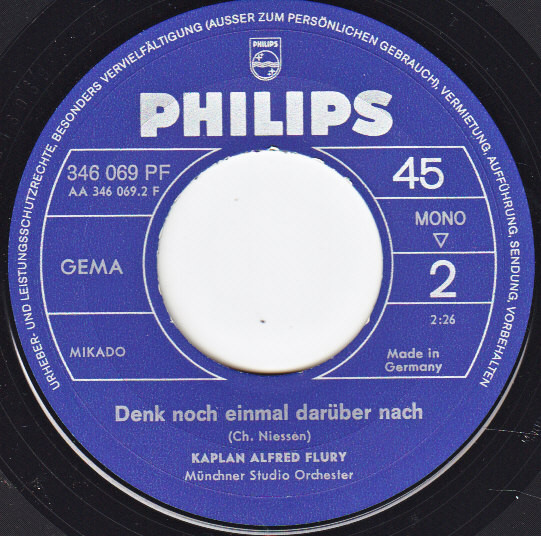 URHEBER- UND LEISTUNGSSCHUTZRECHTE, BESONDERS VERVIELFÄLTIGUNG (AUSSER ZUM PERSÖNLICHEN GEBRAUCH), VERMIETUNG, AUFFÜHRUNG, SENDUNG, VORBEHALTEN
PHILIPS
PHILIPS
346 069 PF
AA 346 069.2 F
45
MONO
GEMA
2
2:26
MIKADO
Made in
Germany
Denk noch einmal darüber nach
(Ch. Niessen)
KAPLAN ALFRED FLURY
Münchner Studio Orchester